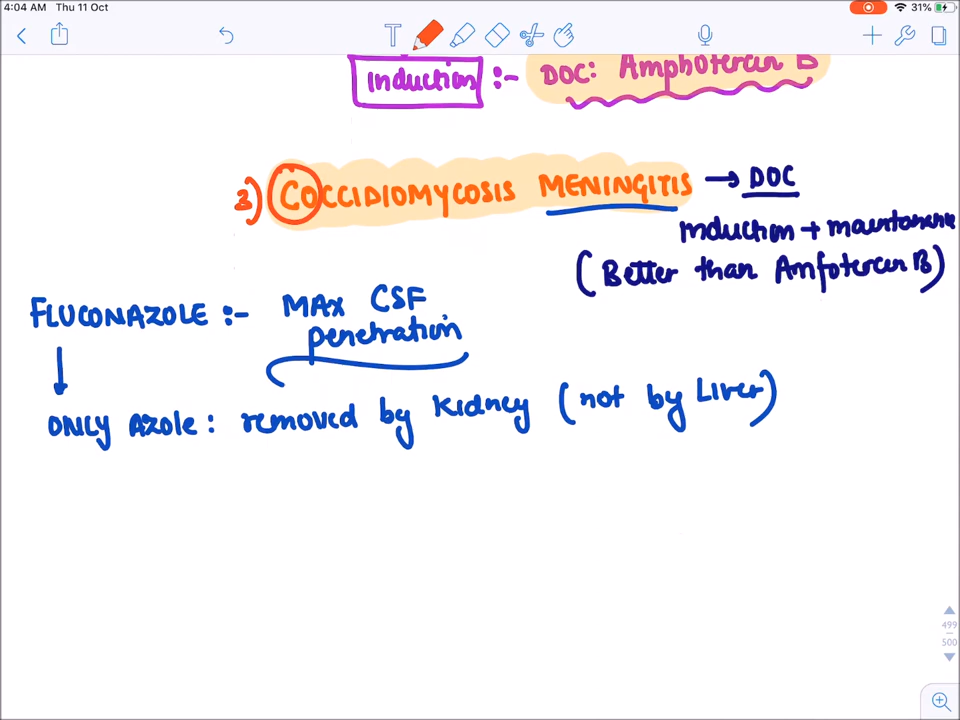 4:04 AM Thu 11 Oct
31%
T
Induction :- DOC: Amphotercin B
3) COCCIDIOMYCOSIS MENINGITIS → DOC
Induction + maintanence
(Better than Amfotercin B)
FLUCONAZOLE :- MAX CSF
penetration
ONLY AZOLE: removed by Kidney (not by Liver)
499
500